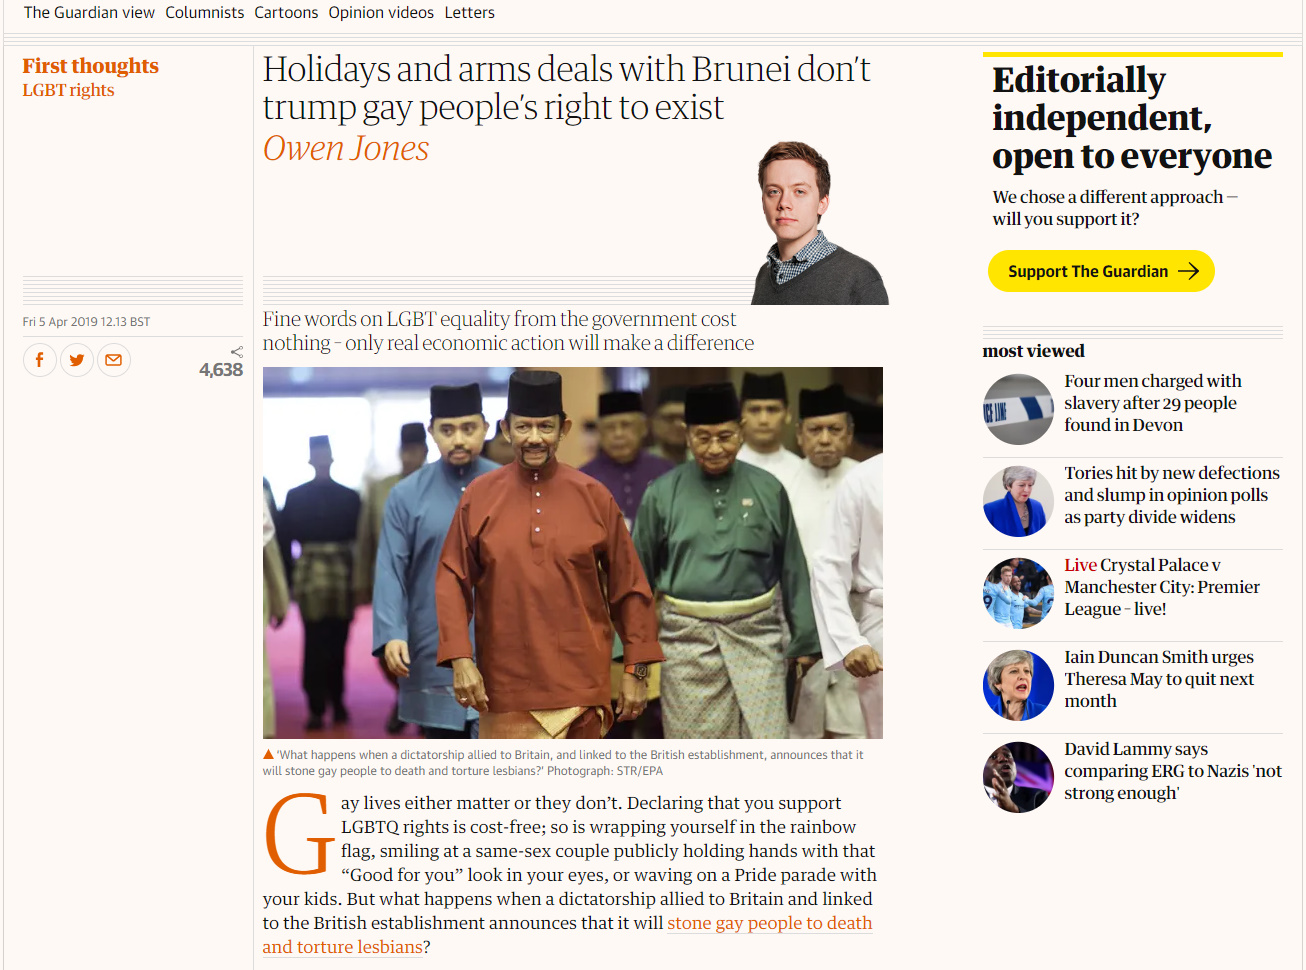 The Guardian view Columnists Cartoons Opinion videos Letters
First thoughts
LGBT rights
Holidays and arms deals with Brunei don't
trump gay people's right to exist
Owen Jones
Fri 5 Apr 2019 12.13 BST
4,638
Fine words on LGBT equality from the government cost
nothing – only real economic action will make a difference
'What happens when a dictatorship allied to Britain, and linked to the British establishment, announces that it
will stone gay people to death and torture lesbians?' Photograph: STR/EPA
Gay lives either matter or they don't. Declaring that you support
LGBTQ rights is cost-free; so is wrapping yourself in the rainbow
flag, smiling at a same-sex couple publicly holding hands with that
“Good for you” look in your eyes, or waving on a Pride parade with
your kids. But what happens when a dictatorship allied to Britain and linked
to the British establishment announces that it will stone gay people to death
and torture lesbians?
Editorially
independent,
open to everyone
We chose a different approach –
will you support it?
Support The Guardian
most viewed
Four men charged with
slavery after 29 people
found in Devon
Tories hit by new defections
and slump in opinion polls
as party divide widens
Live Crystal Palace v
Manchester City: Premier
League – live!
Iain Duncan Smith urges
Theresa May to quit next
month
David Lammy says
comparing ERG to Nazis 'not
strong enough'